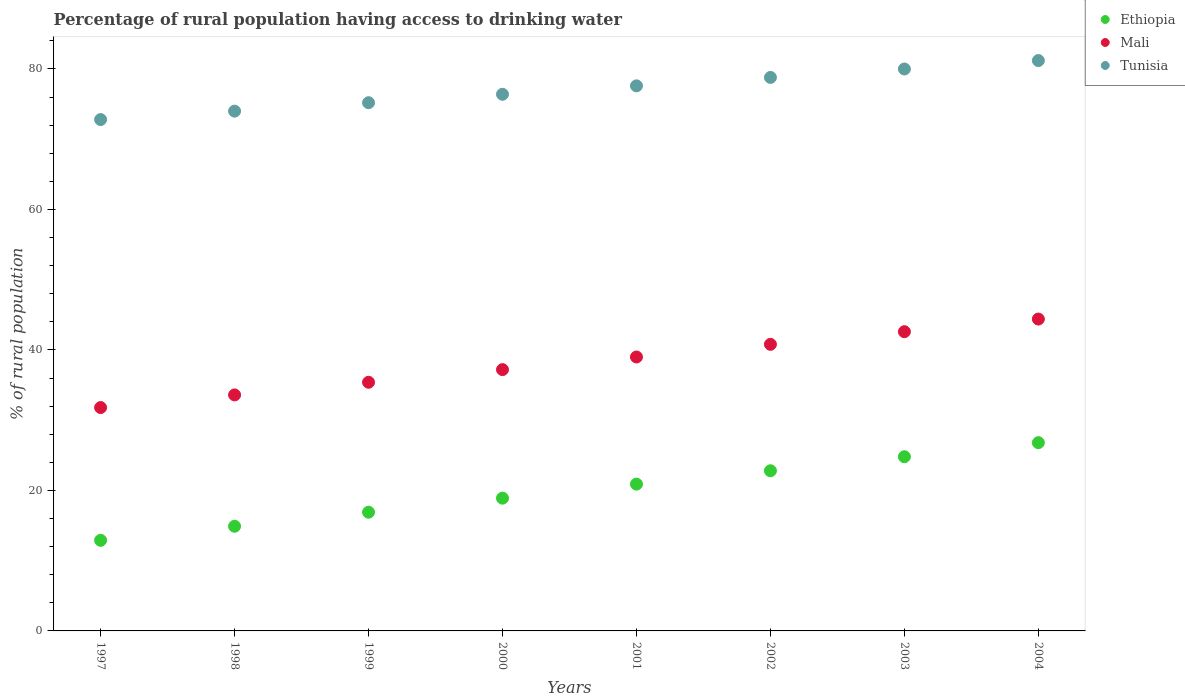 Percentage of rural population having access to drinking water
Ethiopia
Mali
Tunisia
% of rural population
80
60
40
20
0
1997
1998
1999
2000
2001
2002
2003
2004
Years